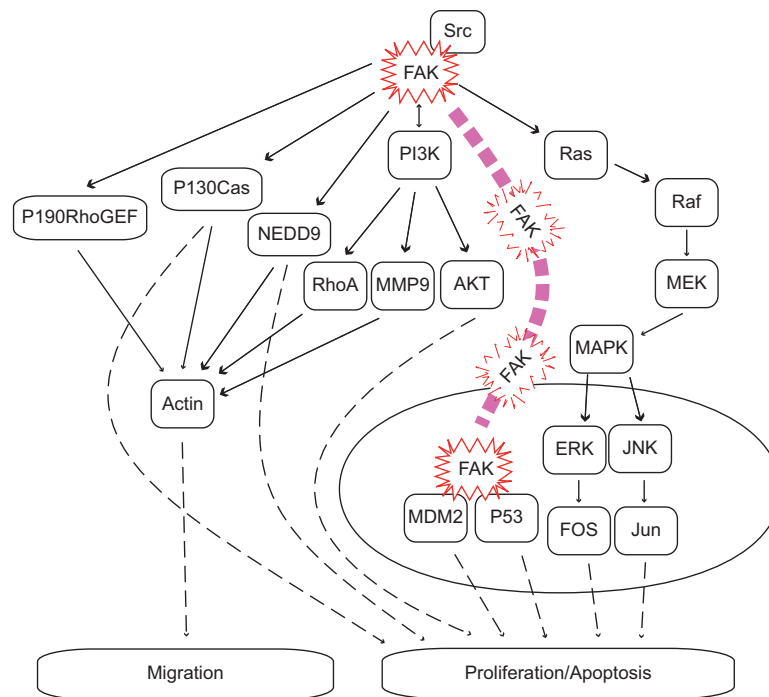 Src
FAK
PI3K
Ras
P130Cas
Raf
P190RhoGEF
FAK
NEDD9
RhoA
MMP9
AKT
MEK
MAPK
FAK
Actin
ERK
JNK
FAK
MDM2
P53
FOS
Jun
Migration
Proliferation/Apoptosis